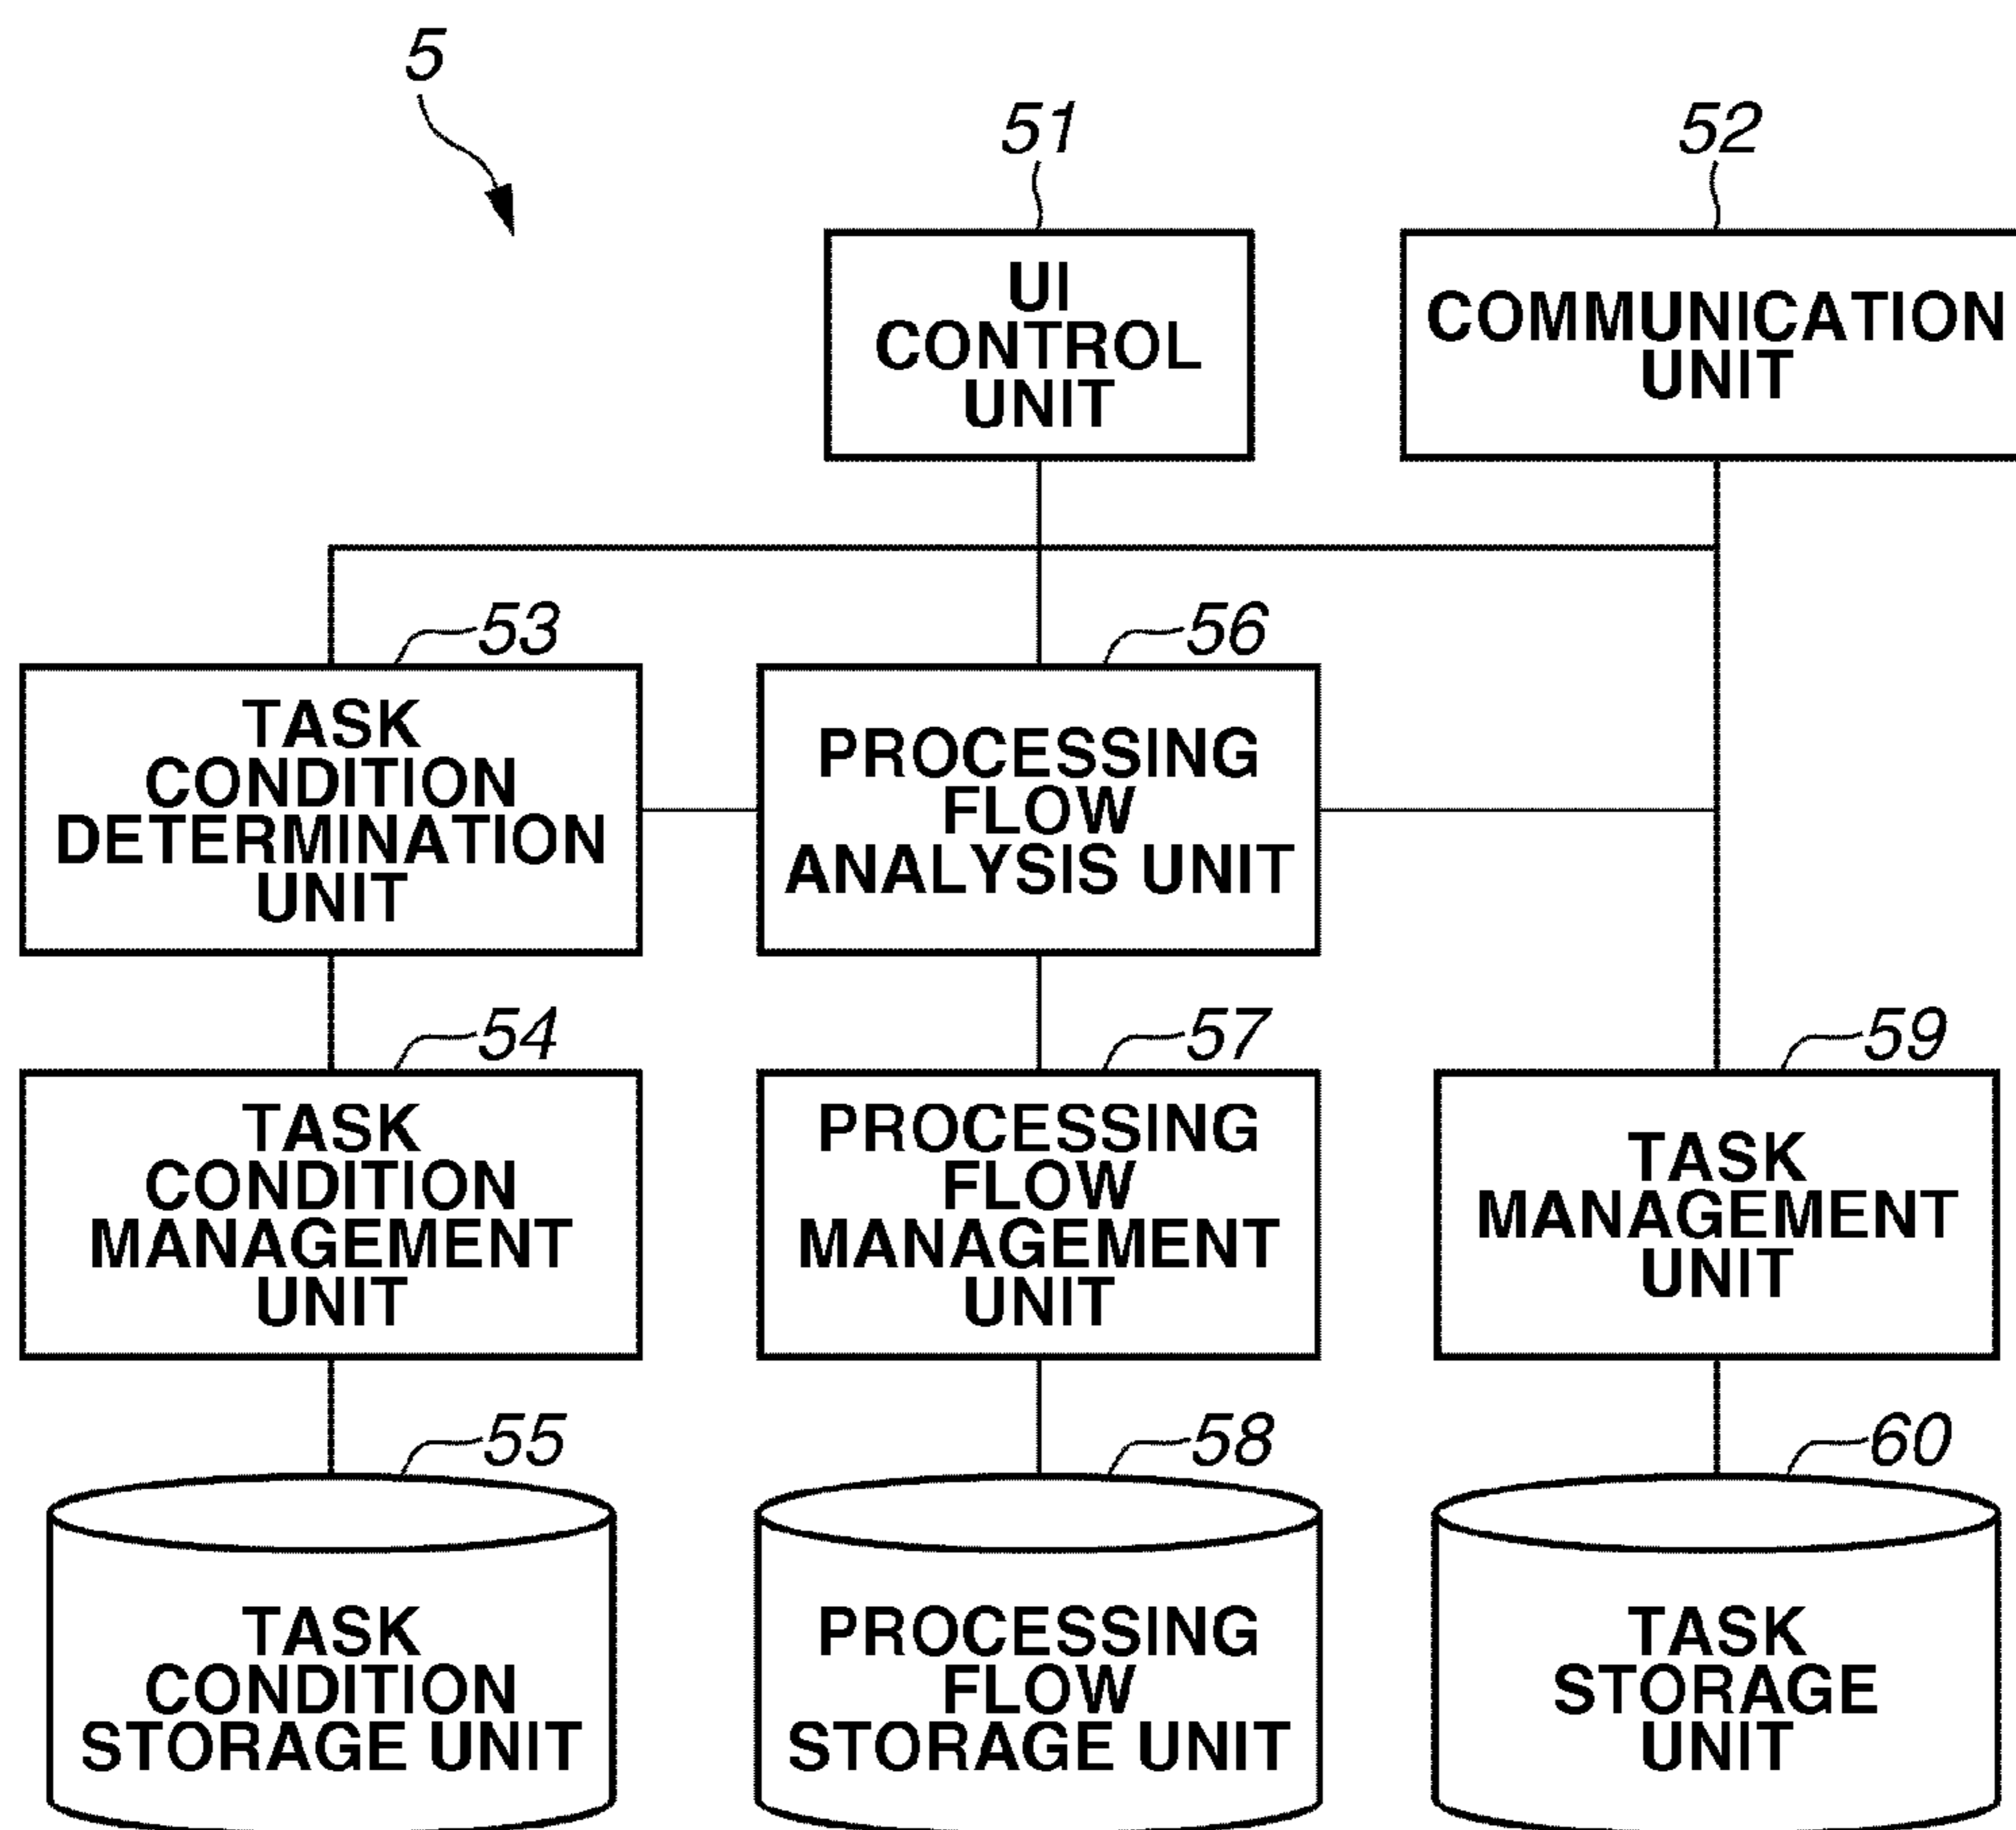 5
51
52
UI
CONTROL
UNIT
COMMUNICATION
UNIT
53
56
TASK
CONDITION
DETERMINATION
UNIT
PROCESSING
FLOW
ANALYSIS UNIT
54
57
59
TASK
CONDITION
MANAGEMENT
UNIT
PROCESSING
FLOW
MANAGEMENT
UNIT
TASK
MANAGEMENT
UNIT
55
58
60
TASK
CONDITION
STORAGE UNIT
PROCESSING
FLOW
STORAGE UNIT
TASK
STORAGE
UNIT